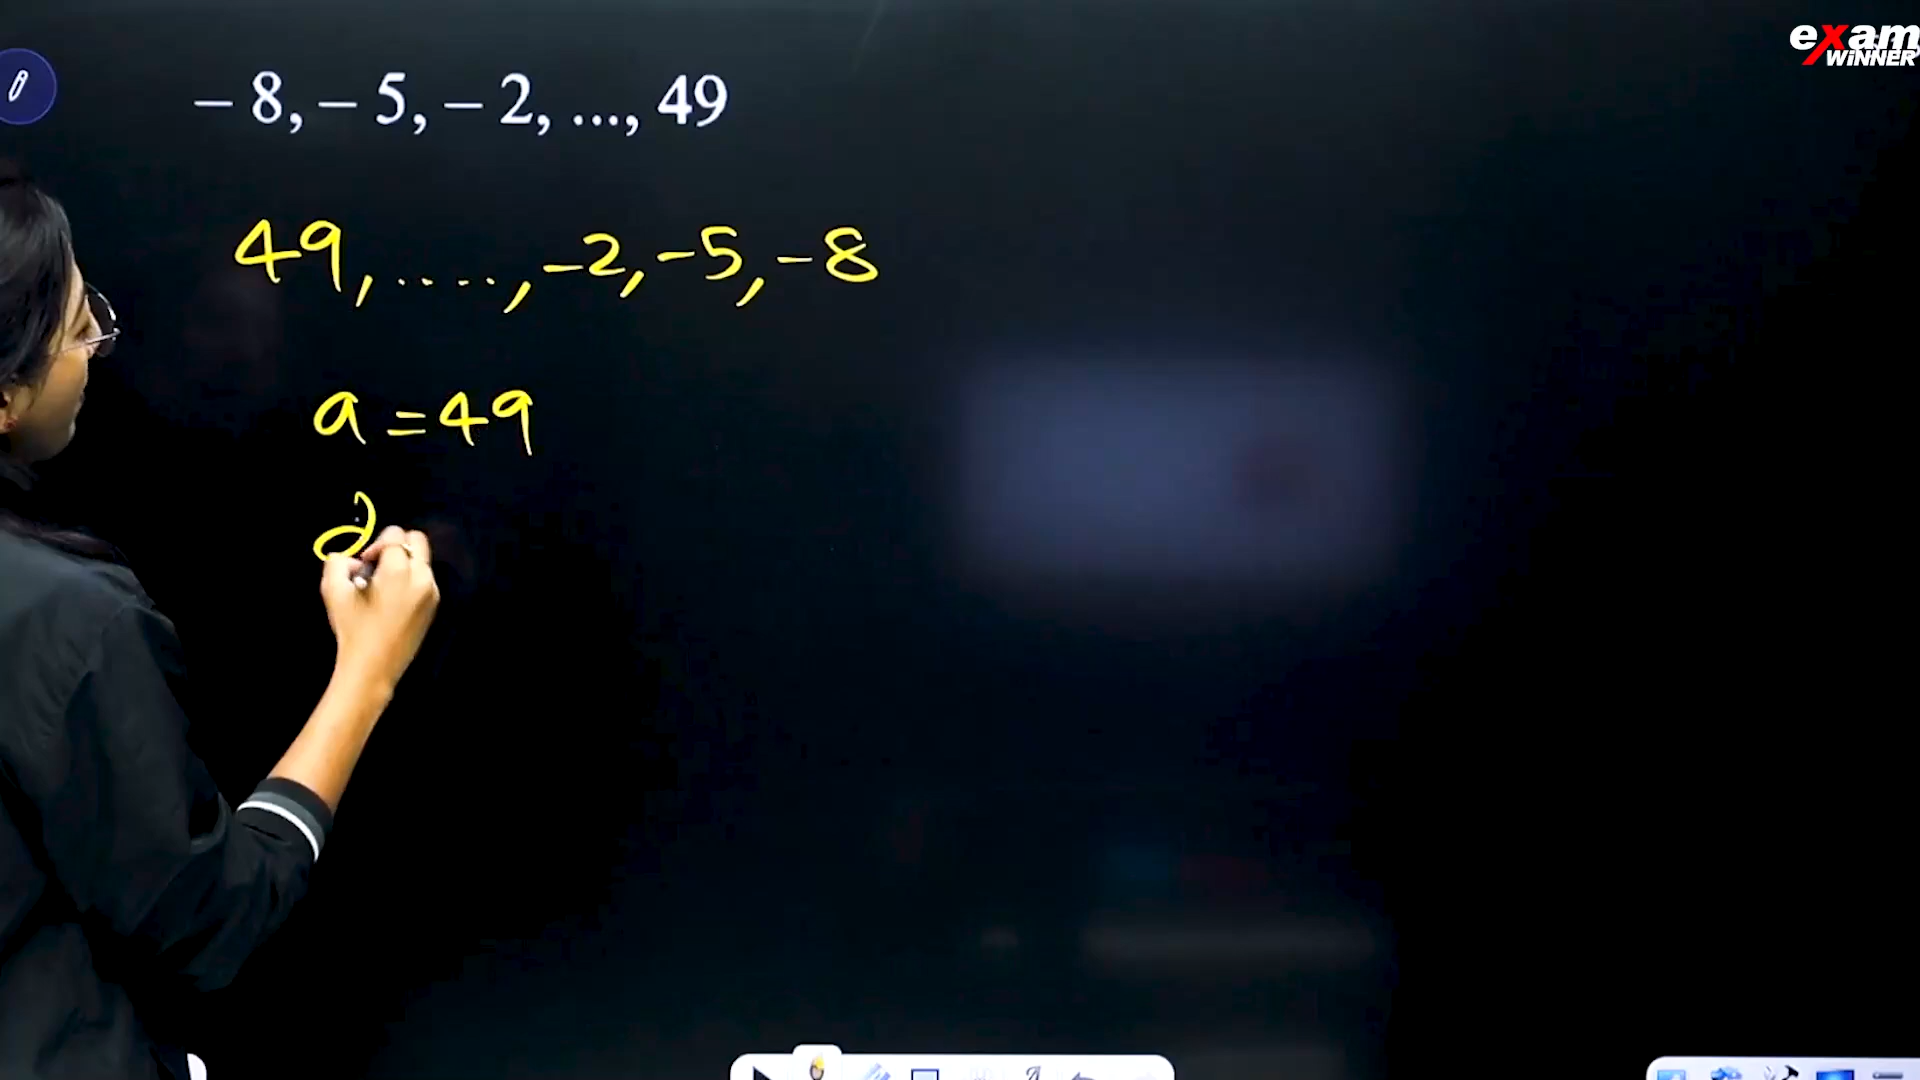 exam
WiNNER
– 8, – 5, – 2, ..., 49
49, ....., -2, -5, -8
a = 49
d